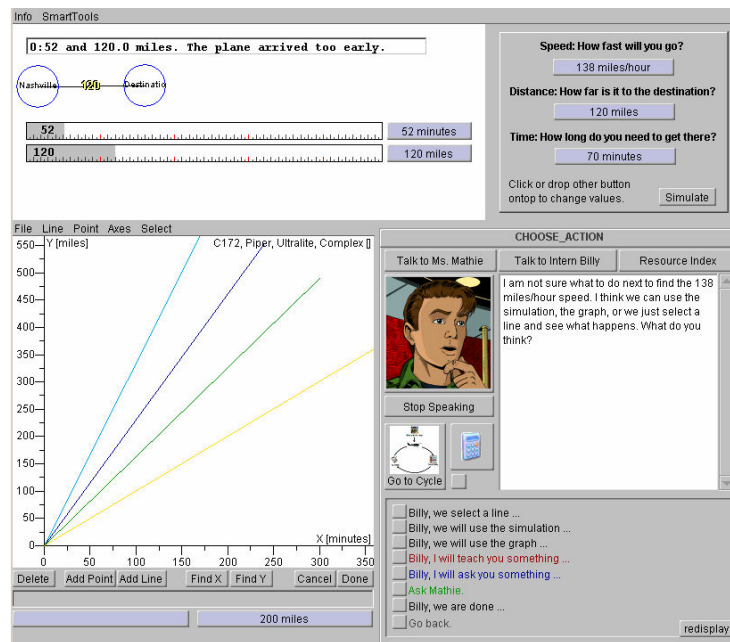 Info SmartTools
0:52 and 120.0 miles. The plane arrived too early.
Nashville 120 Destinatio
52 52 minutes
120 120 miles
Speed: How fast will you go?
138 miles/hour
Distance: How far is it to the destination?
120 miles
Time: How long do you need to get there?
70 minutes
Click or drop other button
ontop to change values.
Simulate
File Line Point Axes Select
Y [miles]
C172, Piper, Ultralite, Complex []
550
500
450
400
350
300
250
200
150
100
50
0
X [minutes]
0 50 100 150 200 250 300 350
Delete Add Point Add Line Find X Find Y Cancel Done
200 miles
CHOOSE_ACTION
Talk to Ms. Mathie Talk to Intern Billy Resource Index
I am not sure what to do next to find the 138
miles/hour speed. I think we can use the
simulation, the graph, or we just select a
line and see what happens. What do you
think?
Stop Speaking
Go to Cycle
Billy, we select a line ...
Billy, we will use the simulation ...
Billy, we will use the graph ...
Billy, I will teach you something ...
Billy, I will ask you something ...
Ask Mathie.
Billy, we are done ...
Go back.
redisplay